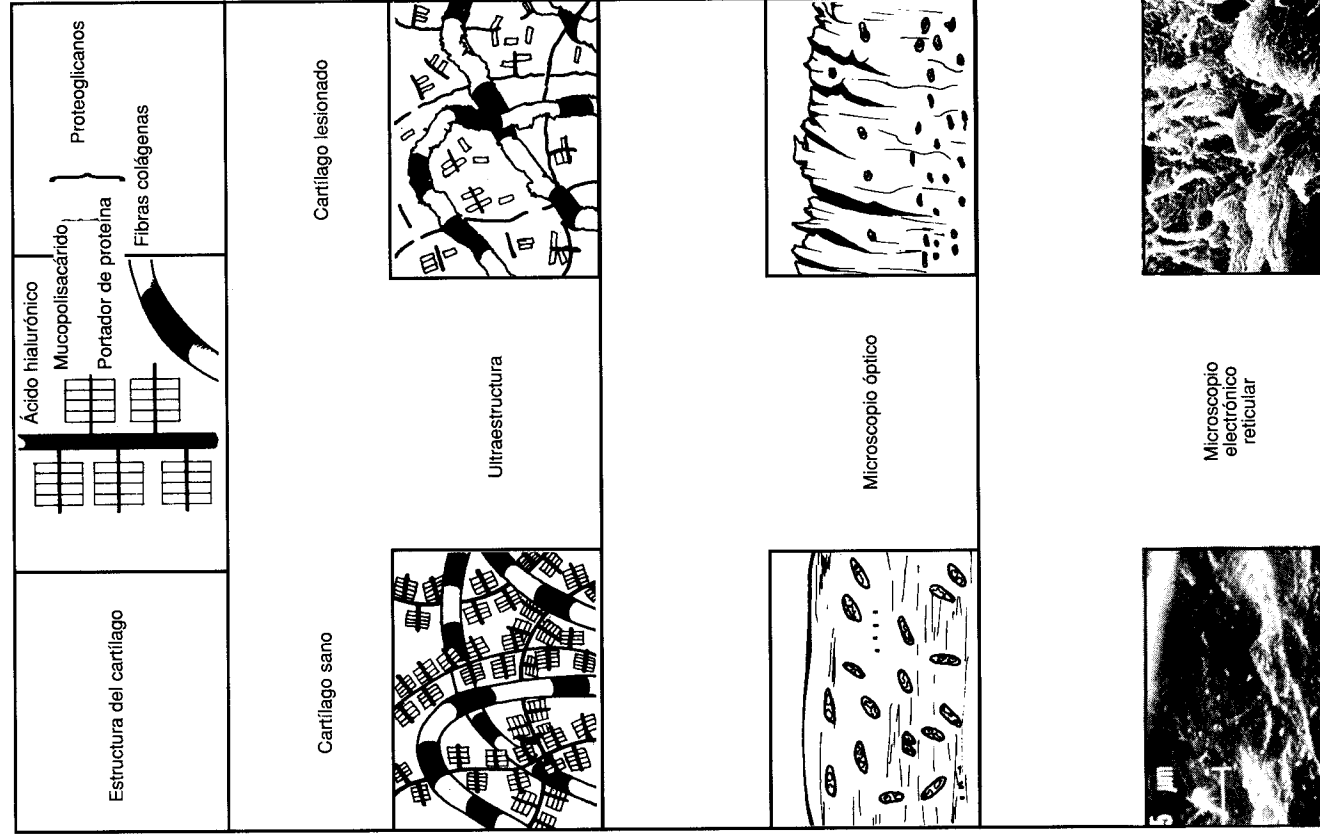 Estructura del cartílago
Ácido hialurónico
Mucopolisacárido
Portador de proteína
Proteoglicanos
Fibras colágenas
Cartílago sano
Cartílago lesionado
Ultraestructura
Microscopio óptico
Microscopio
electrónico
reticular
5 µm